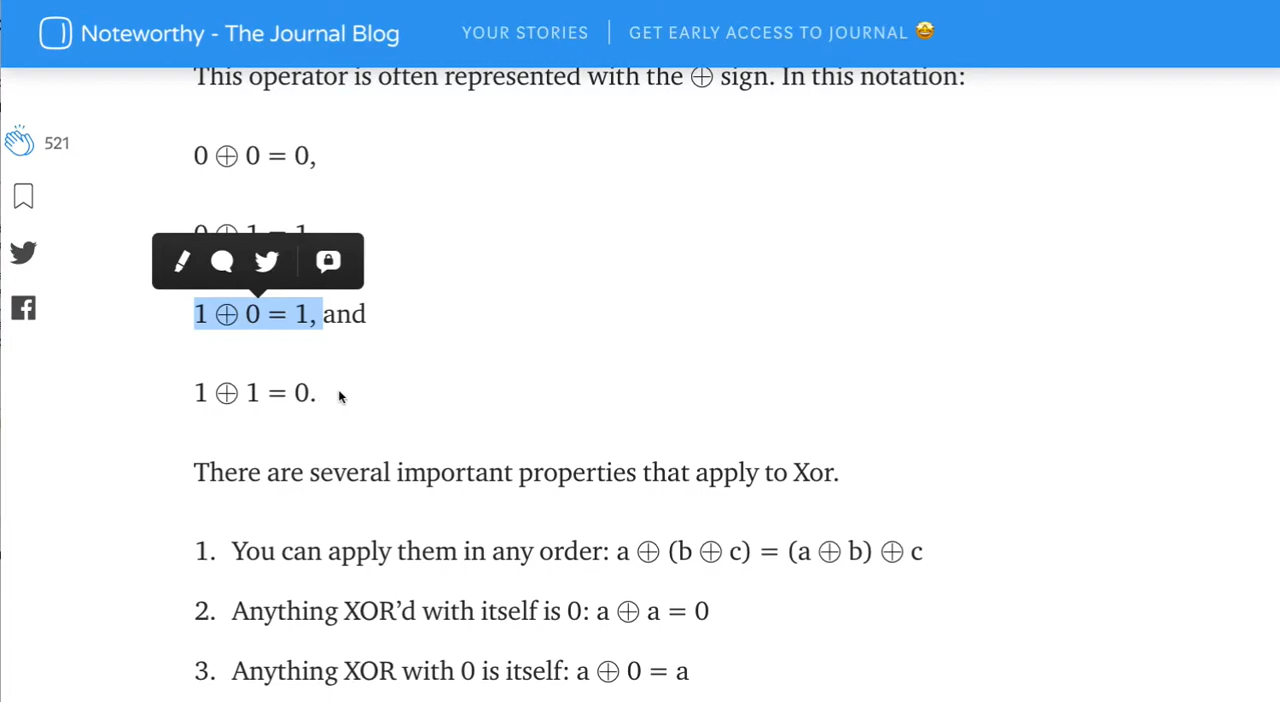 Noteworthy - The Journal Blog
YOUR STORIES
GET EARLY ACCESS TO JOURNAL 🤩
This operator is often represented with the ⊕ sign. In this notation:
521
0 ⊕ 0 = 0,
0 ⊕ 1 = 1
1 ⊕ 0 = 1, and
1 ⊕ 1 = 0.
There are several important properties that apply to Xor.
1. You can apply them in any order: a ⊕ (b ⊕ c) = (a ⊕ b) ⊕ c
2. Anything XOR’d with itself is 0: a ⊕ a = 0
3. Anything XOR with 0 is itself: a ⊕ 0 = a